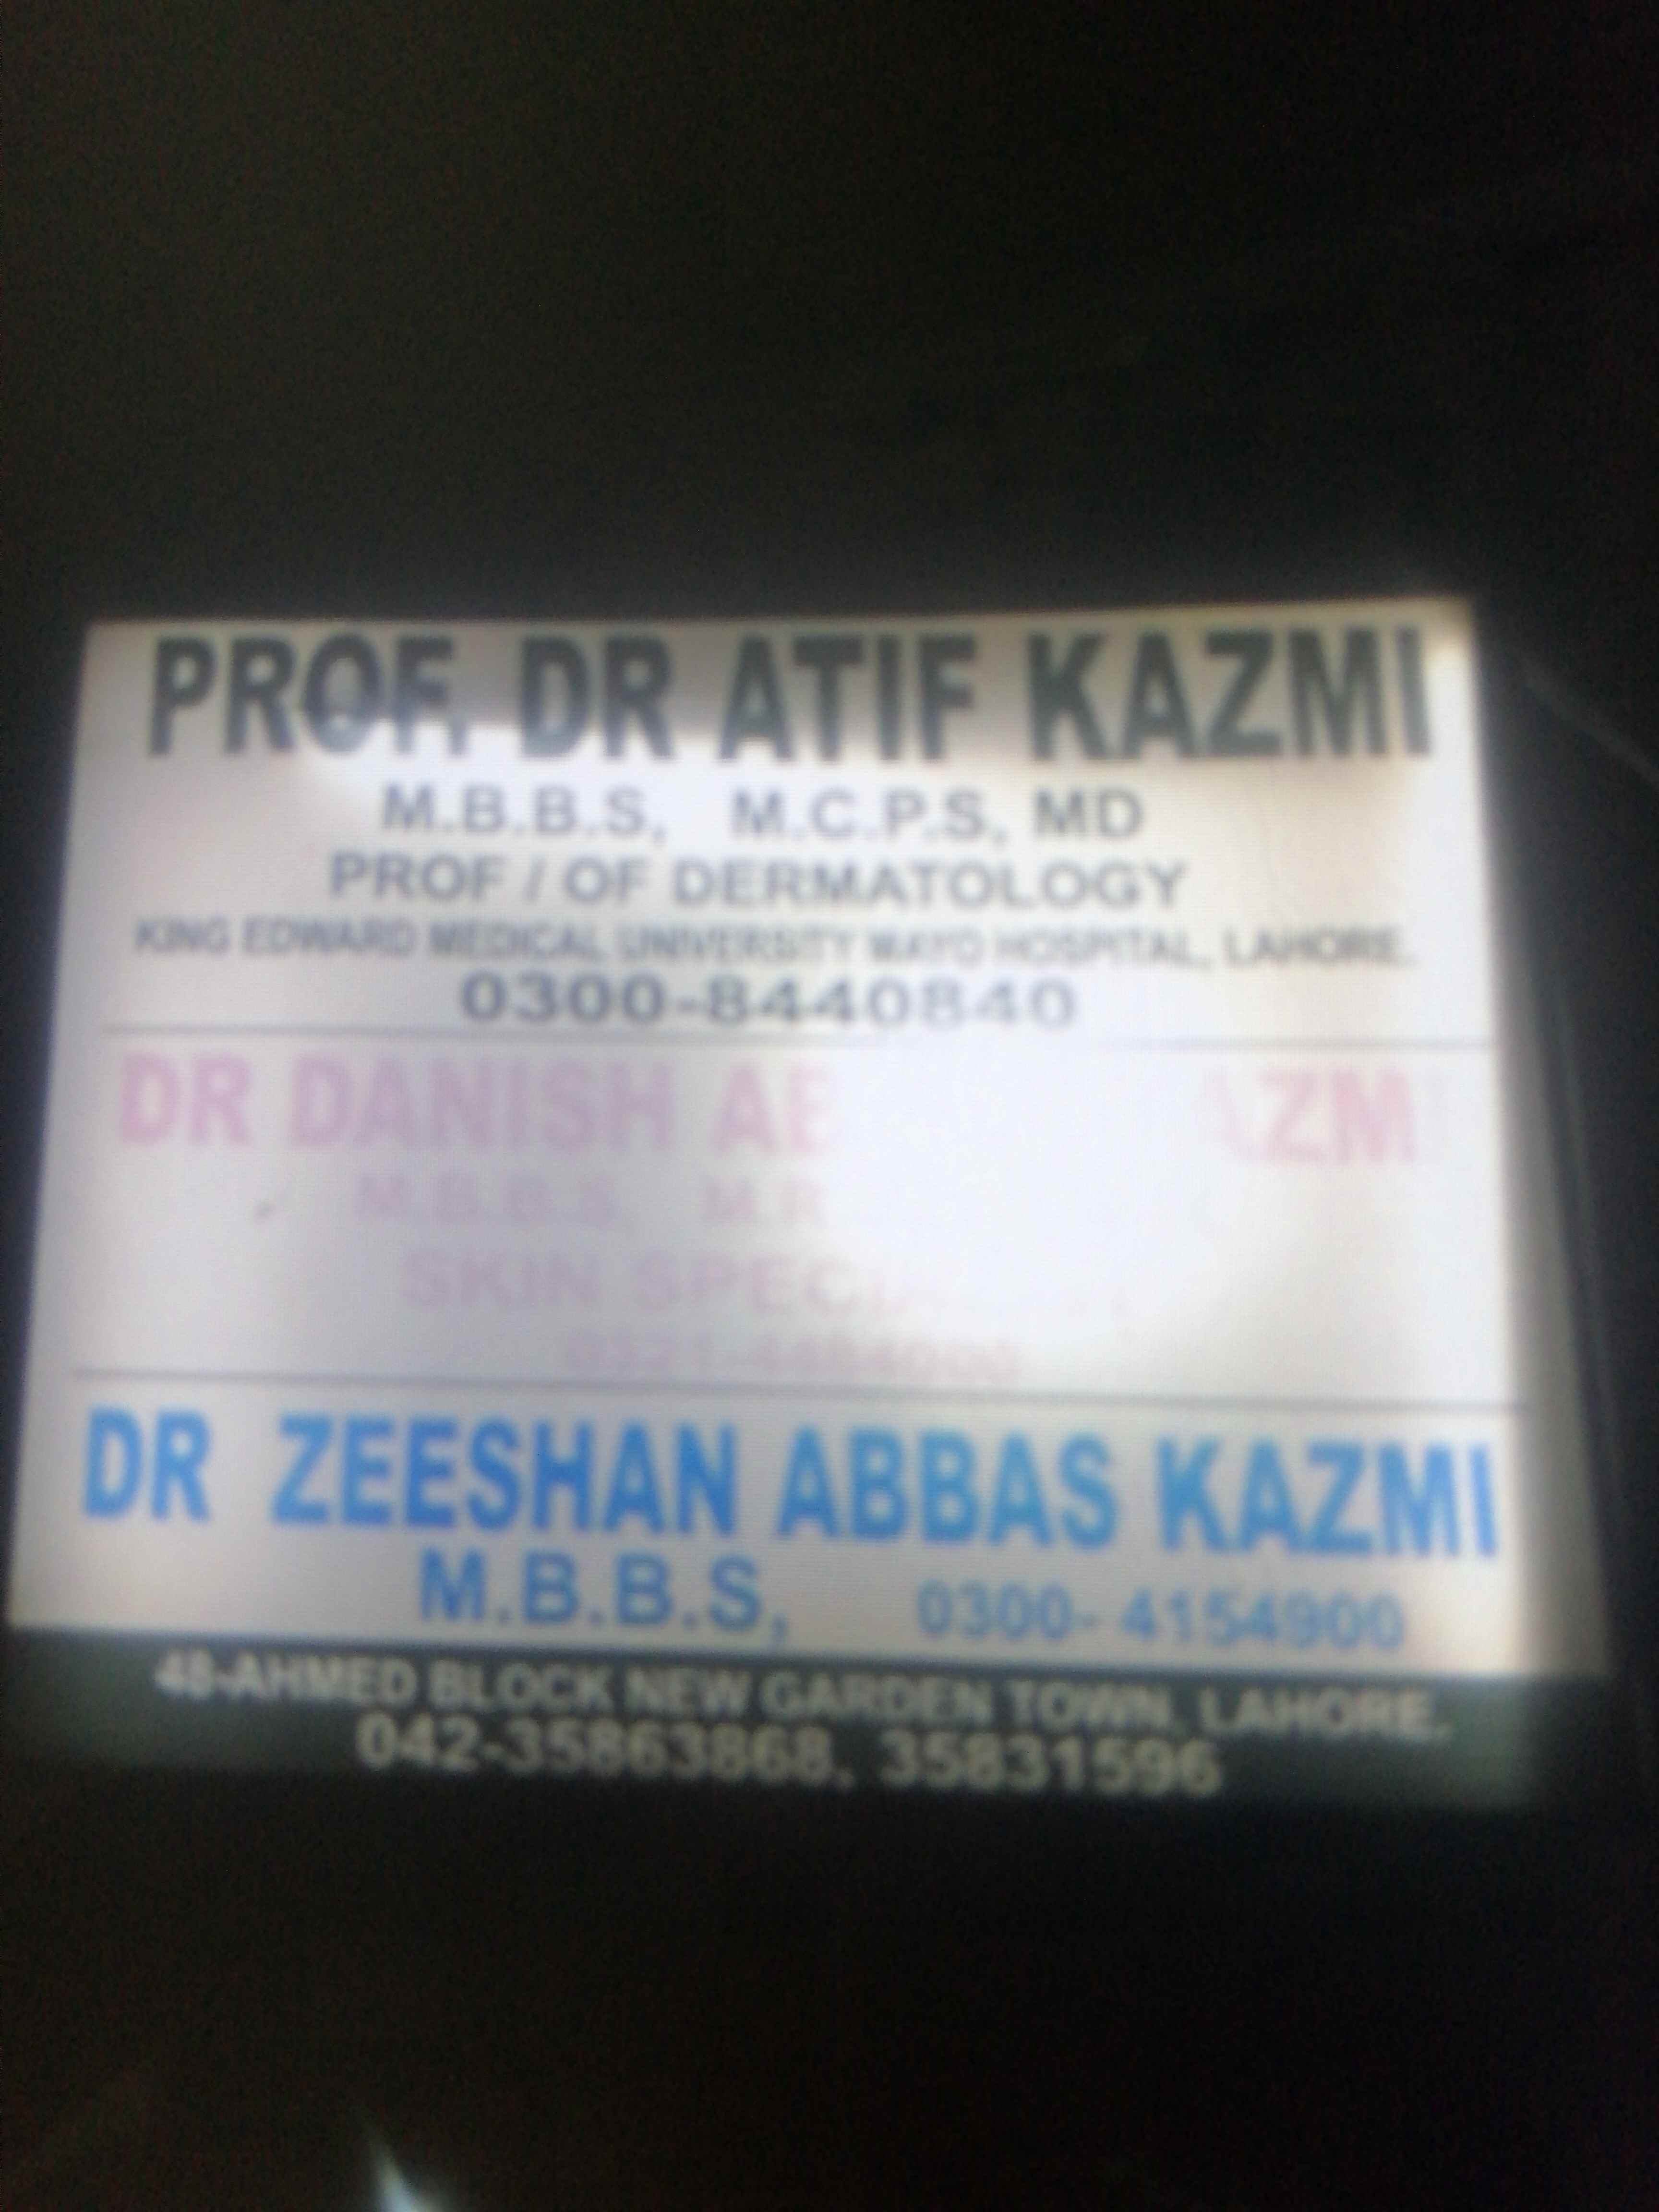 PROF. DR ATIF KAZMI
M.B.B.S, M.C.P.S, MD
PROF / OF DERMATOLOGY
KING EDWARD MEDICAL UNIVERSITY MAYO HOSPITAL, LAHORE.
0300-8440840
DR DANISH
M.B.B.S
SKIN
DR ZEESHAN ABBAS KAZMI
M.B.B.S, 0300- 4154900
48-AHMED BLOCK NEW GARDEN TOWN, LAHORE.
042-35863868, 35831596